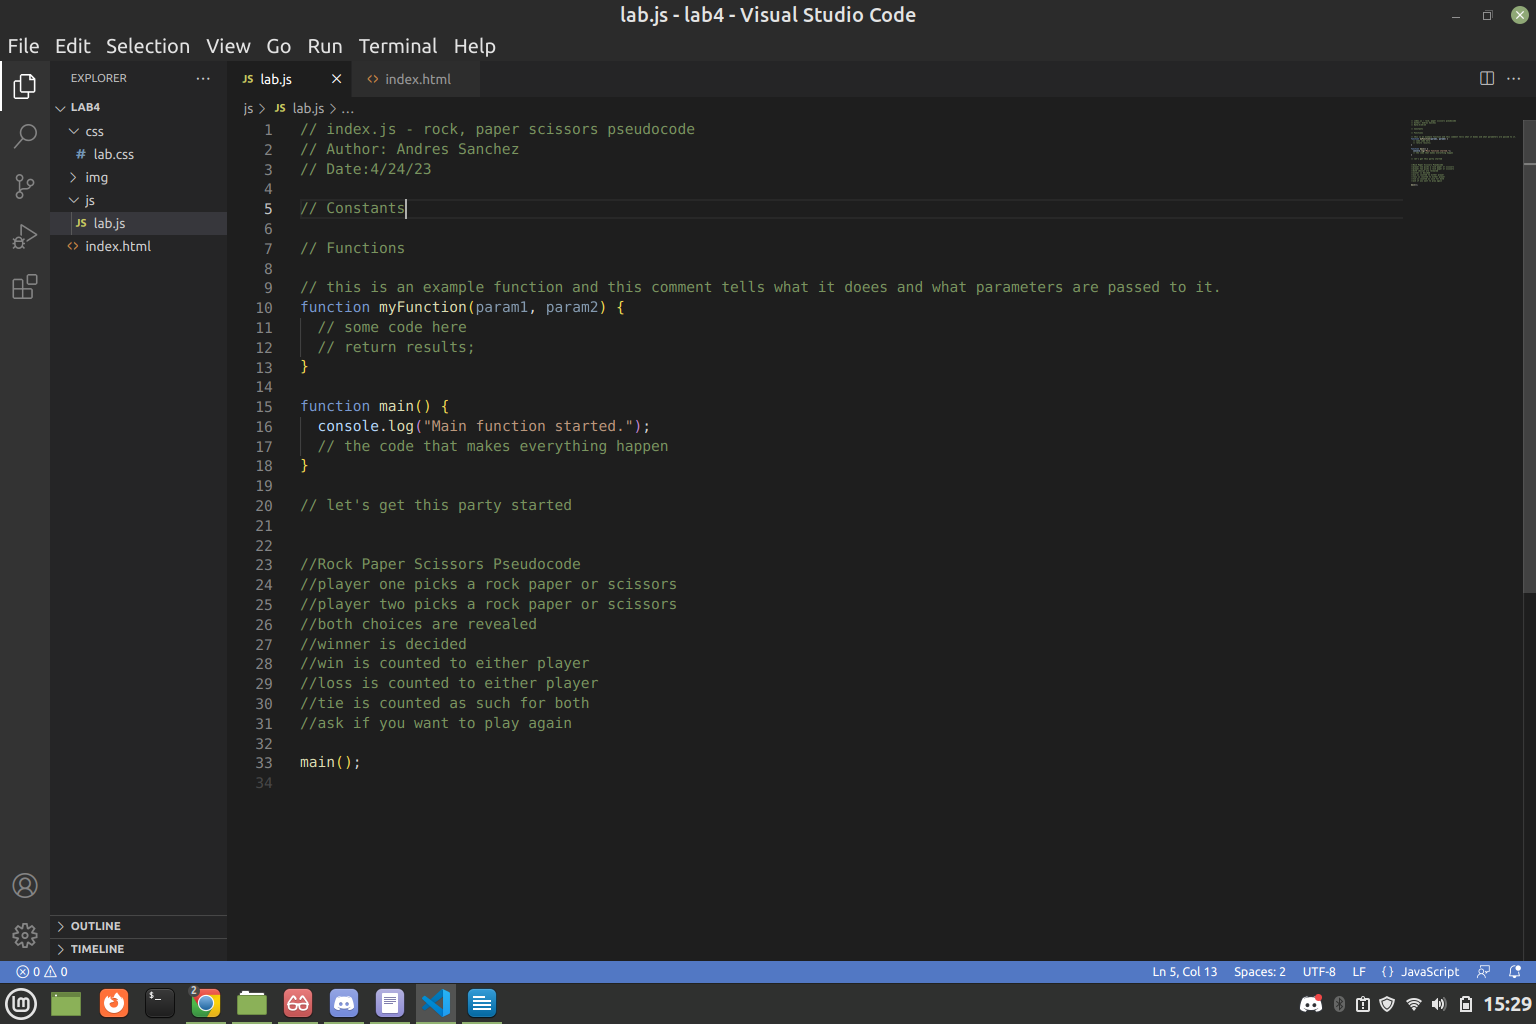 lab.js - lab4 - Visual Studio Code
File Edit Selection View Go Run Terminal Help
EXPLORER
LAB4
css
# lab.css
img
js
JS lab.js
<> index.html
OUTLINE
TIMELINE
JS lab.js
<> index.html
js > JS lab.js > ...
1 // index.js - rock, paper scissors pseudocode
2 // Author: Andres Sanchez
3 // Date:4/24/23
4
5 // Constants
6
7 // Functions
8
9 // this is an example function and this comment tells what it doees and what parameters are passed to it.
10 function myFunction(param1, param2) {
11 // some code here
12 // return results;
13 }
14
15 function main() {
16 console.log("Main function started.");
17 // the code that makes everything happen
18 }
19
20 // let's get this party started
21
22
23 //Rock Paper Scissors Pseudocode
24 //player one picks a rock paper or scissors
25 //player two picks a rock paper or scissors
26 //both choices are revealed
27 //winner is decided
28 //win is counted to either player
29 //loss is counted to either player
30 //tie is counted as such for both
31 //ask if you want to play again
32
33 main();
34
0 0 Ln 5, Col 13 Spaces: 2 UTF-8 LF {} JavaScript
2 15:29